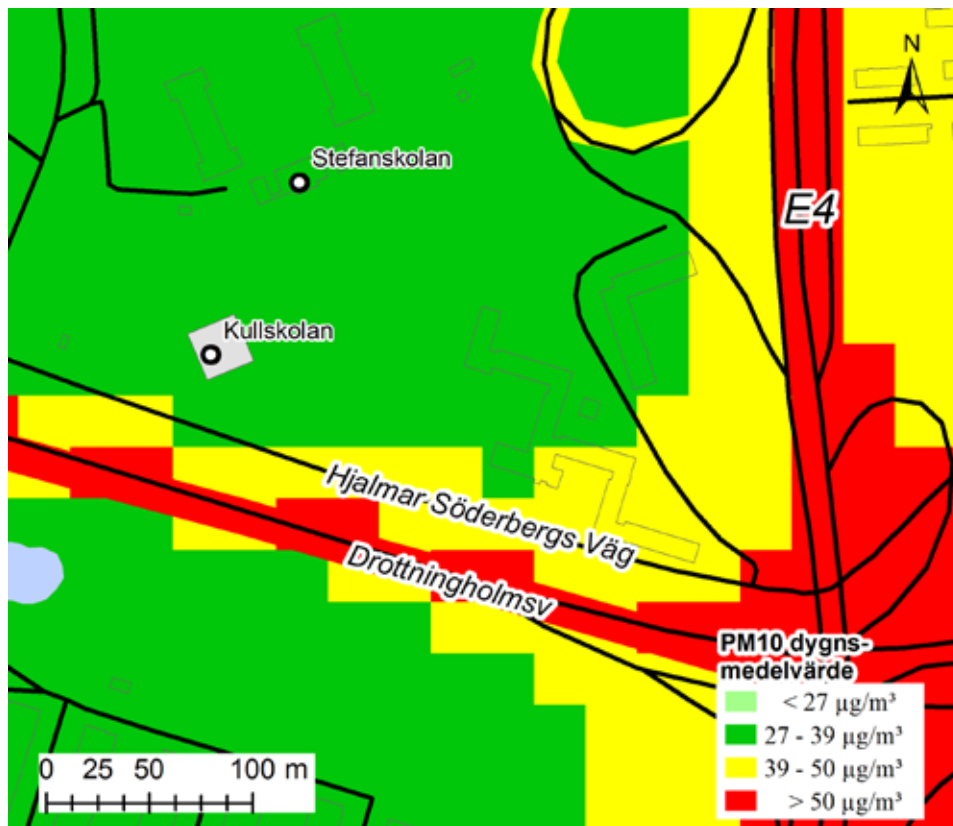 N
Stefanskolan
E4
Kullskolan
Hjalmar Söderbergs Väg
Drottningholmsv
PM10 dygns-
medelvärde
< 27 µg/m³
27 - 39 µg/m³
39 - 50 µg/m³
> 50 µg/m³
0 25 50 100 m